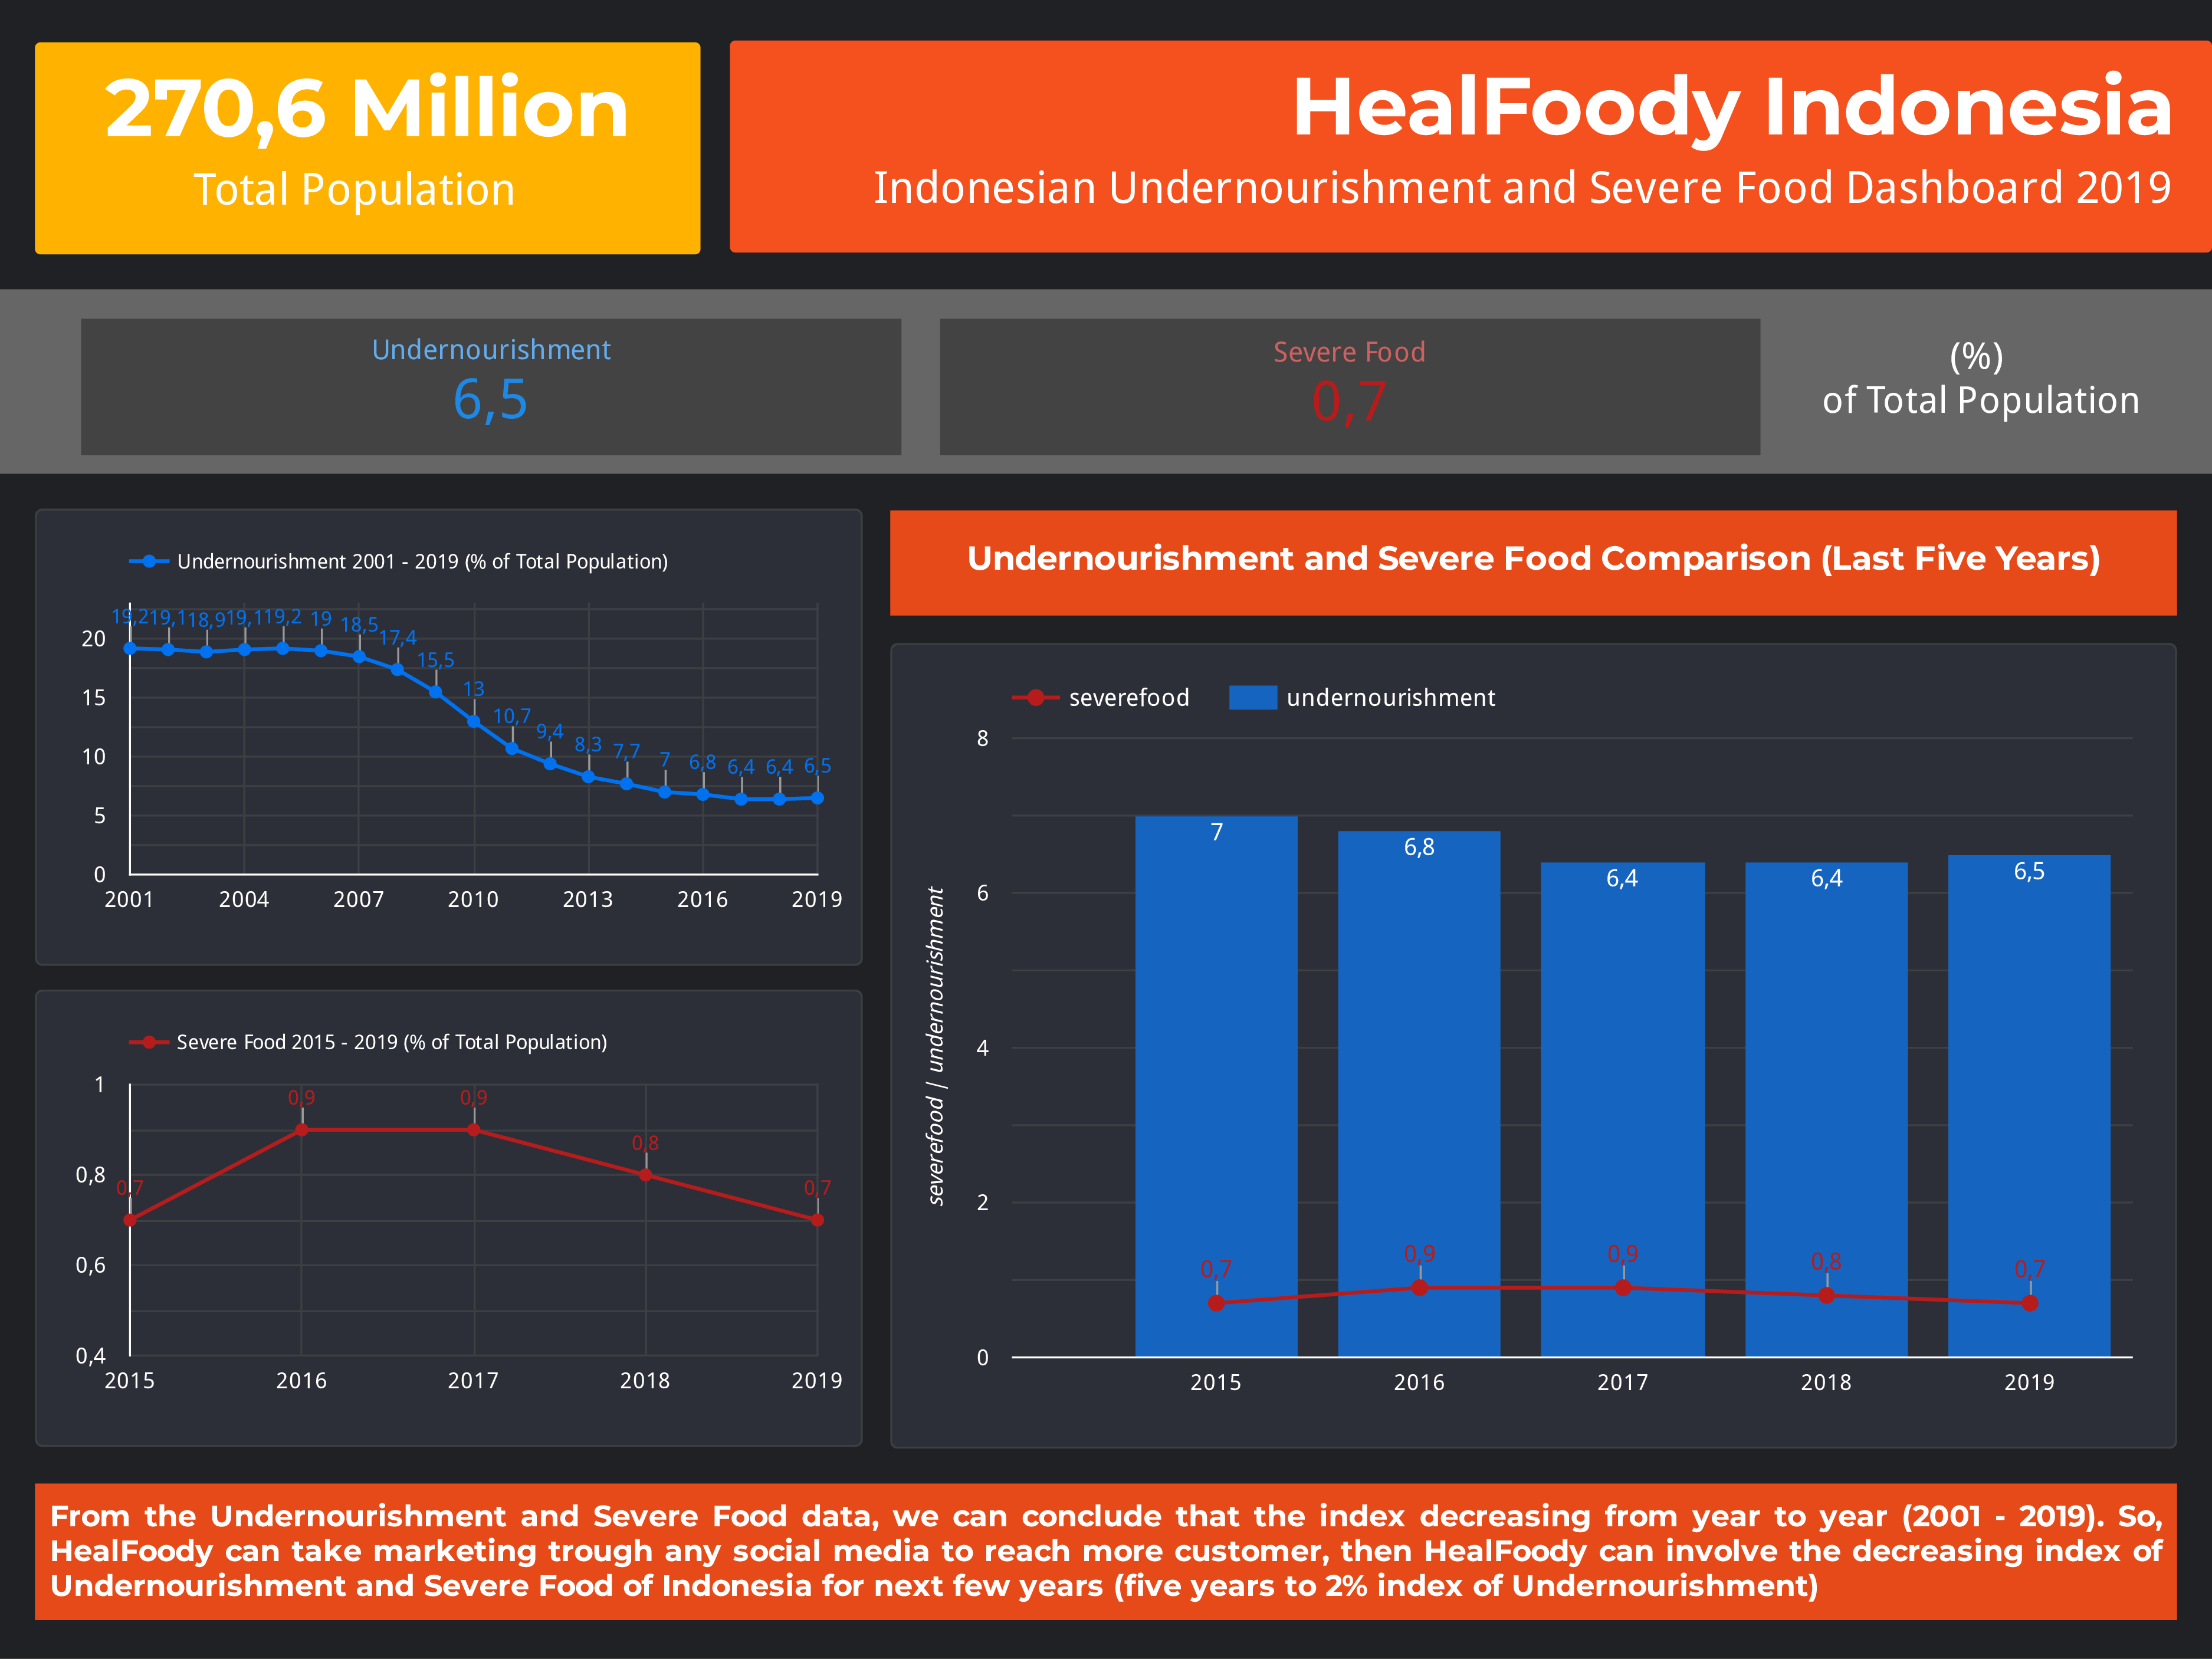 270,6 Million
Total Population
HealFoody Indonesia
Indonesian Undernourishment and Severe Food Dashboard 2019
Undernourishment
6,5
Severe Food
0,7
(%)
of Total Population
Undernourishment 2001 - 2019 (% of Total Population)
19,2 19,1 18,9 19,1 19,2 19 18,5 17,4 15,5 13 10,7 9,4 8,3 7,7 7 6,8 6,4 6,4 6,5
20
15
10
5
0
2001 2004 2007 2010 2013 2016 2019
Severe Food 2015 - 2019 (% of Total Population)
1
0,8
0,6
0,4
0,7 0,9 0,9 0,8 0,7
2015 2016 2017 2018 2019
Undernourishment and Severe Food Comparison (Last Five Years)
severefood undernourishment
severefood | undernourishment
8
6
4
2
0
7 6,8 6,4 6,4 6,5
0,7 0,9 0,9 0,8 0,7
2015 2016 2017 2018 2019
From the Undernourishment and Severe Food data, we can conclude that the index decreasing from year to year (2001 - 2019). So,
HealFoody can take marketing trough any social media to reach more customer, then HealFoody can involve the decreasing index of
Undernourishment and Severe Food of Indonesia for next few years (five years to 2% index of Undernourishment)